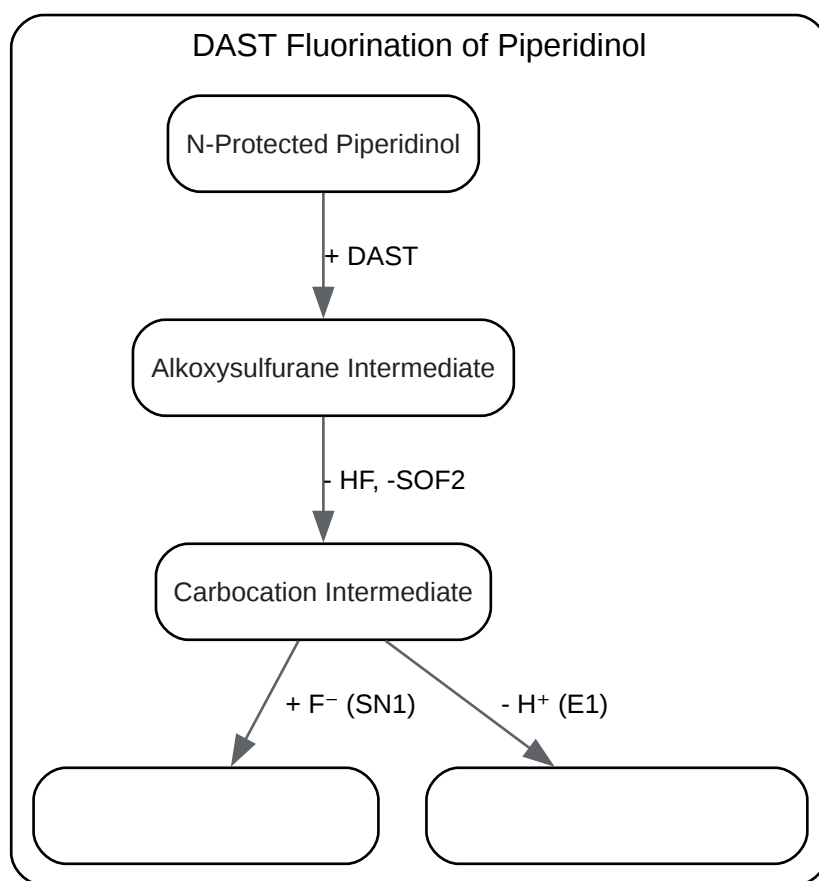 DAST Fluorination of Piperidinol
N-Protected Piperidinol
+ DAST
Alkoxysulfurane Intermediate
- HF, -SOF2
Carbocation Intermediate
+ F⁻ (SN1)
- H⁺ (E1)